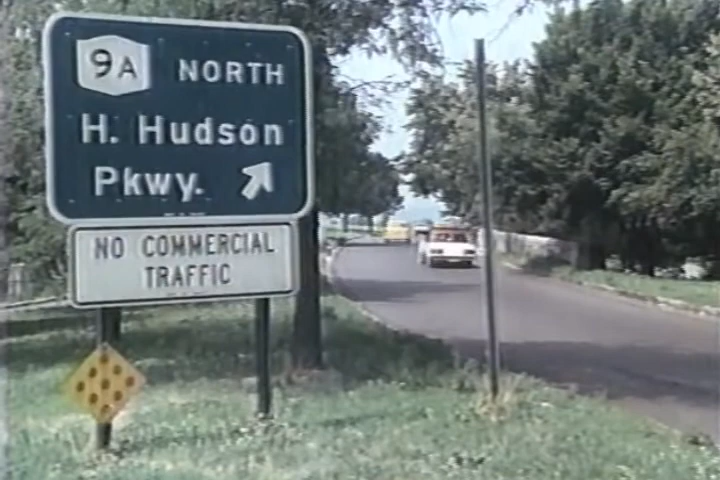 9A NORTH
H. Hudson
Pkwy.
NO COMMERCIAL
TRAFFIC